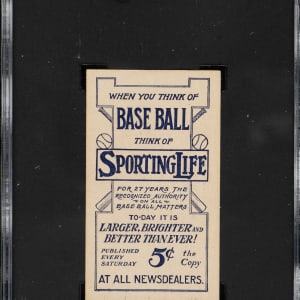 WHEN YOU THINK OF
BASE BALL
THINK OF
SPORTING LIFE
FOR 27 YEARS THE
RECOGNIZED AUTHORITY
ON ALL
BASE BALL MATTERS
TO-DAY IT IS
LARGER, BRIGHTER AND
BETTER THAN EVER!
PUBLISHED
EVERY
SATURDAY
5¢
the
Copy
AT ALL NEWSDEALERS.